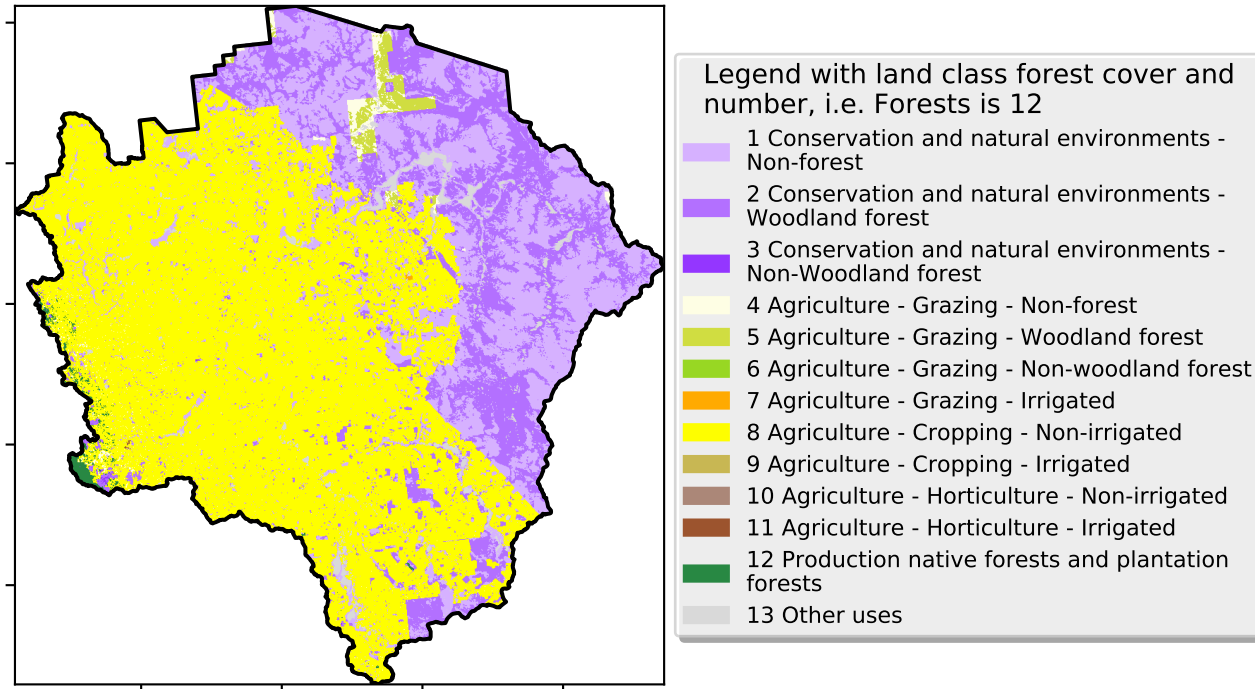 Legend with land class forest cover and
number, i.e. Forests is 12
1 Conservation and natural environments -
Non-forest
2 Conservation and natural environments -
Woodland forest
3 Conservation and natural environments -
Non-Woodland forest
4 Agriculture - Grazing - Non-forest
5 Agriculture - Grazing - Woodland forest
6 Agriculture - Grazing - Non-woodland forest
7 Agriculture - Grazing - Irrigated
8 Agriculture - Cropping - Non-irrigated
9 Agriculture - Cropping - Irrigated
10 Agriculture - Horticulture - Non-irrigated
11 Agriculture - Horticulture - Irrigated
12 Production native forests and plantation
forests
13 Other uses